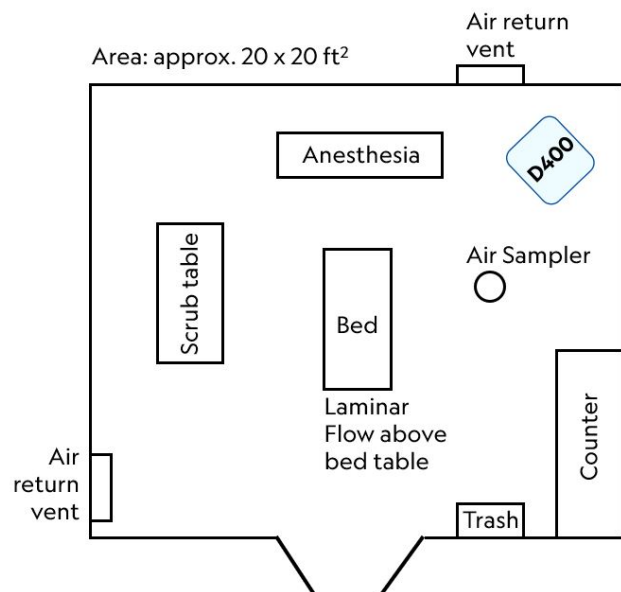 Air return
vent
Area: approx. 20 x 20 ft²
Anesthesia
D400
Scrub table
Air Sampler
Bed
Laminar
Flow above
bed table
Counter
Air
return
vent
Trash